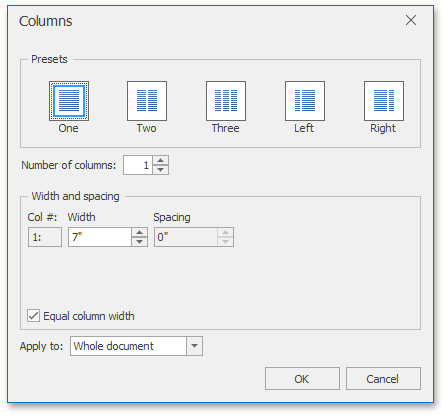 Columns
Presets
One Two Three Left Right
Number of columns: 1
Width and spacing
Col #: Width Spacing
1: 7" 0"
Equal column width
Apply to: Whole document
OK Cancel